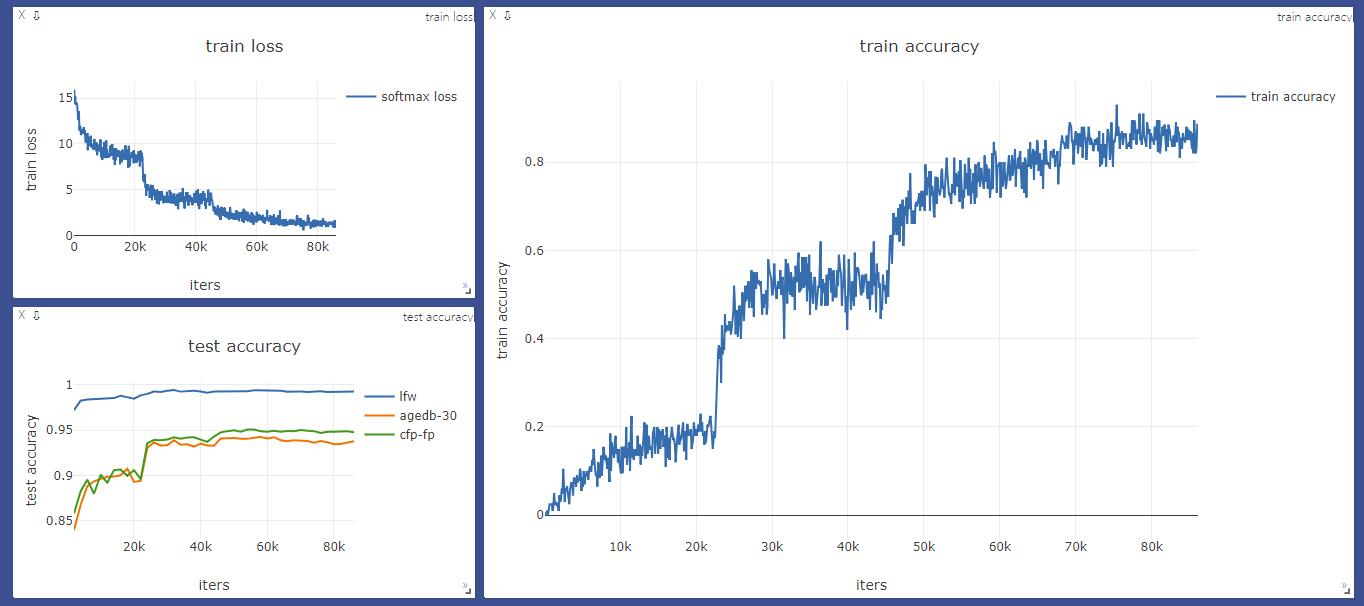 X ⇩ train loss
train loss
15
10
5
0
train loss
softmax loss
0 20k 40k 60k 80k
iters
»
X ⇩ test accuracy
test accuracy
1
0.95
0.9
0.85
test accuracy
lfw
agedb-30
cfp-fp
20k 40k 60k 80k
iters
»
X ⇩ train accuracy
train accuracy
0.8
0.6
0.4
0.2
0
train accuracy
train accuracy
10k 20k 30k 40k 50k 60k 70k 80k
iters
»